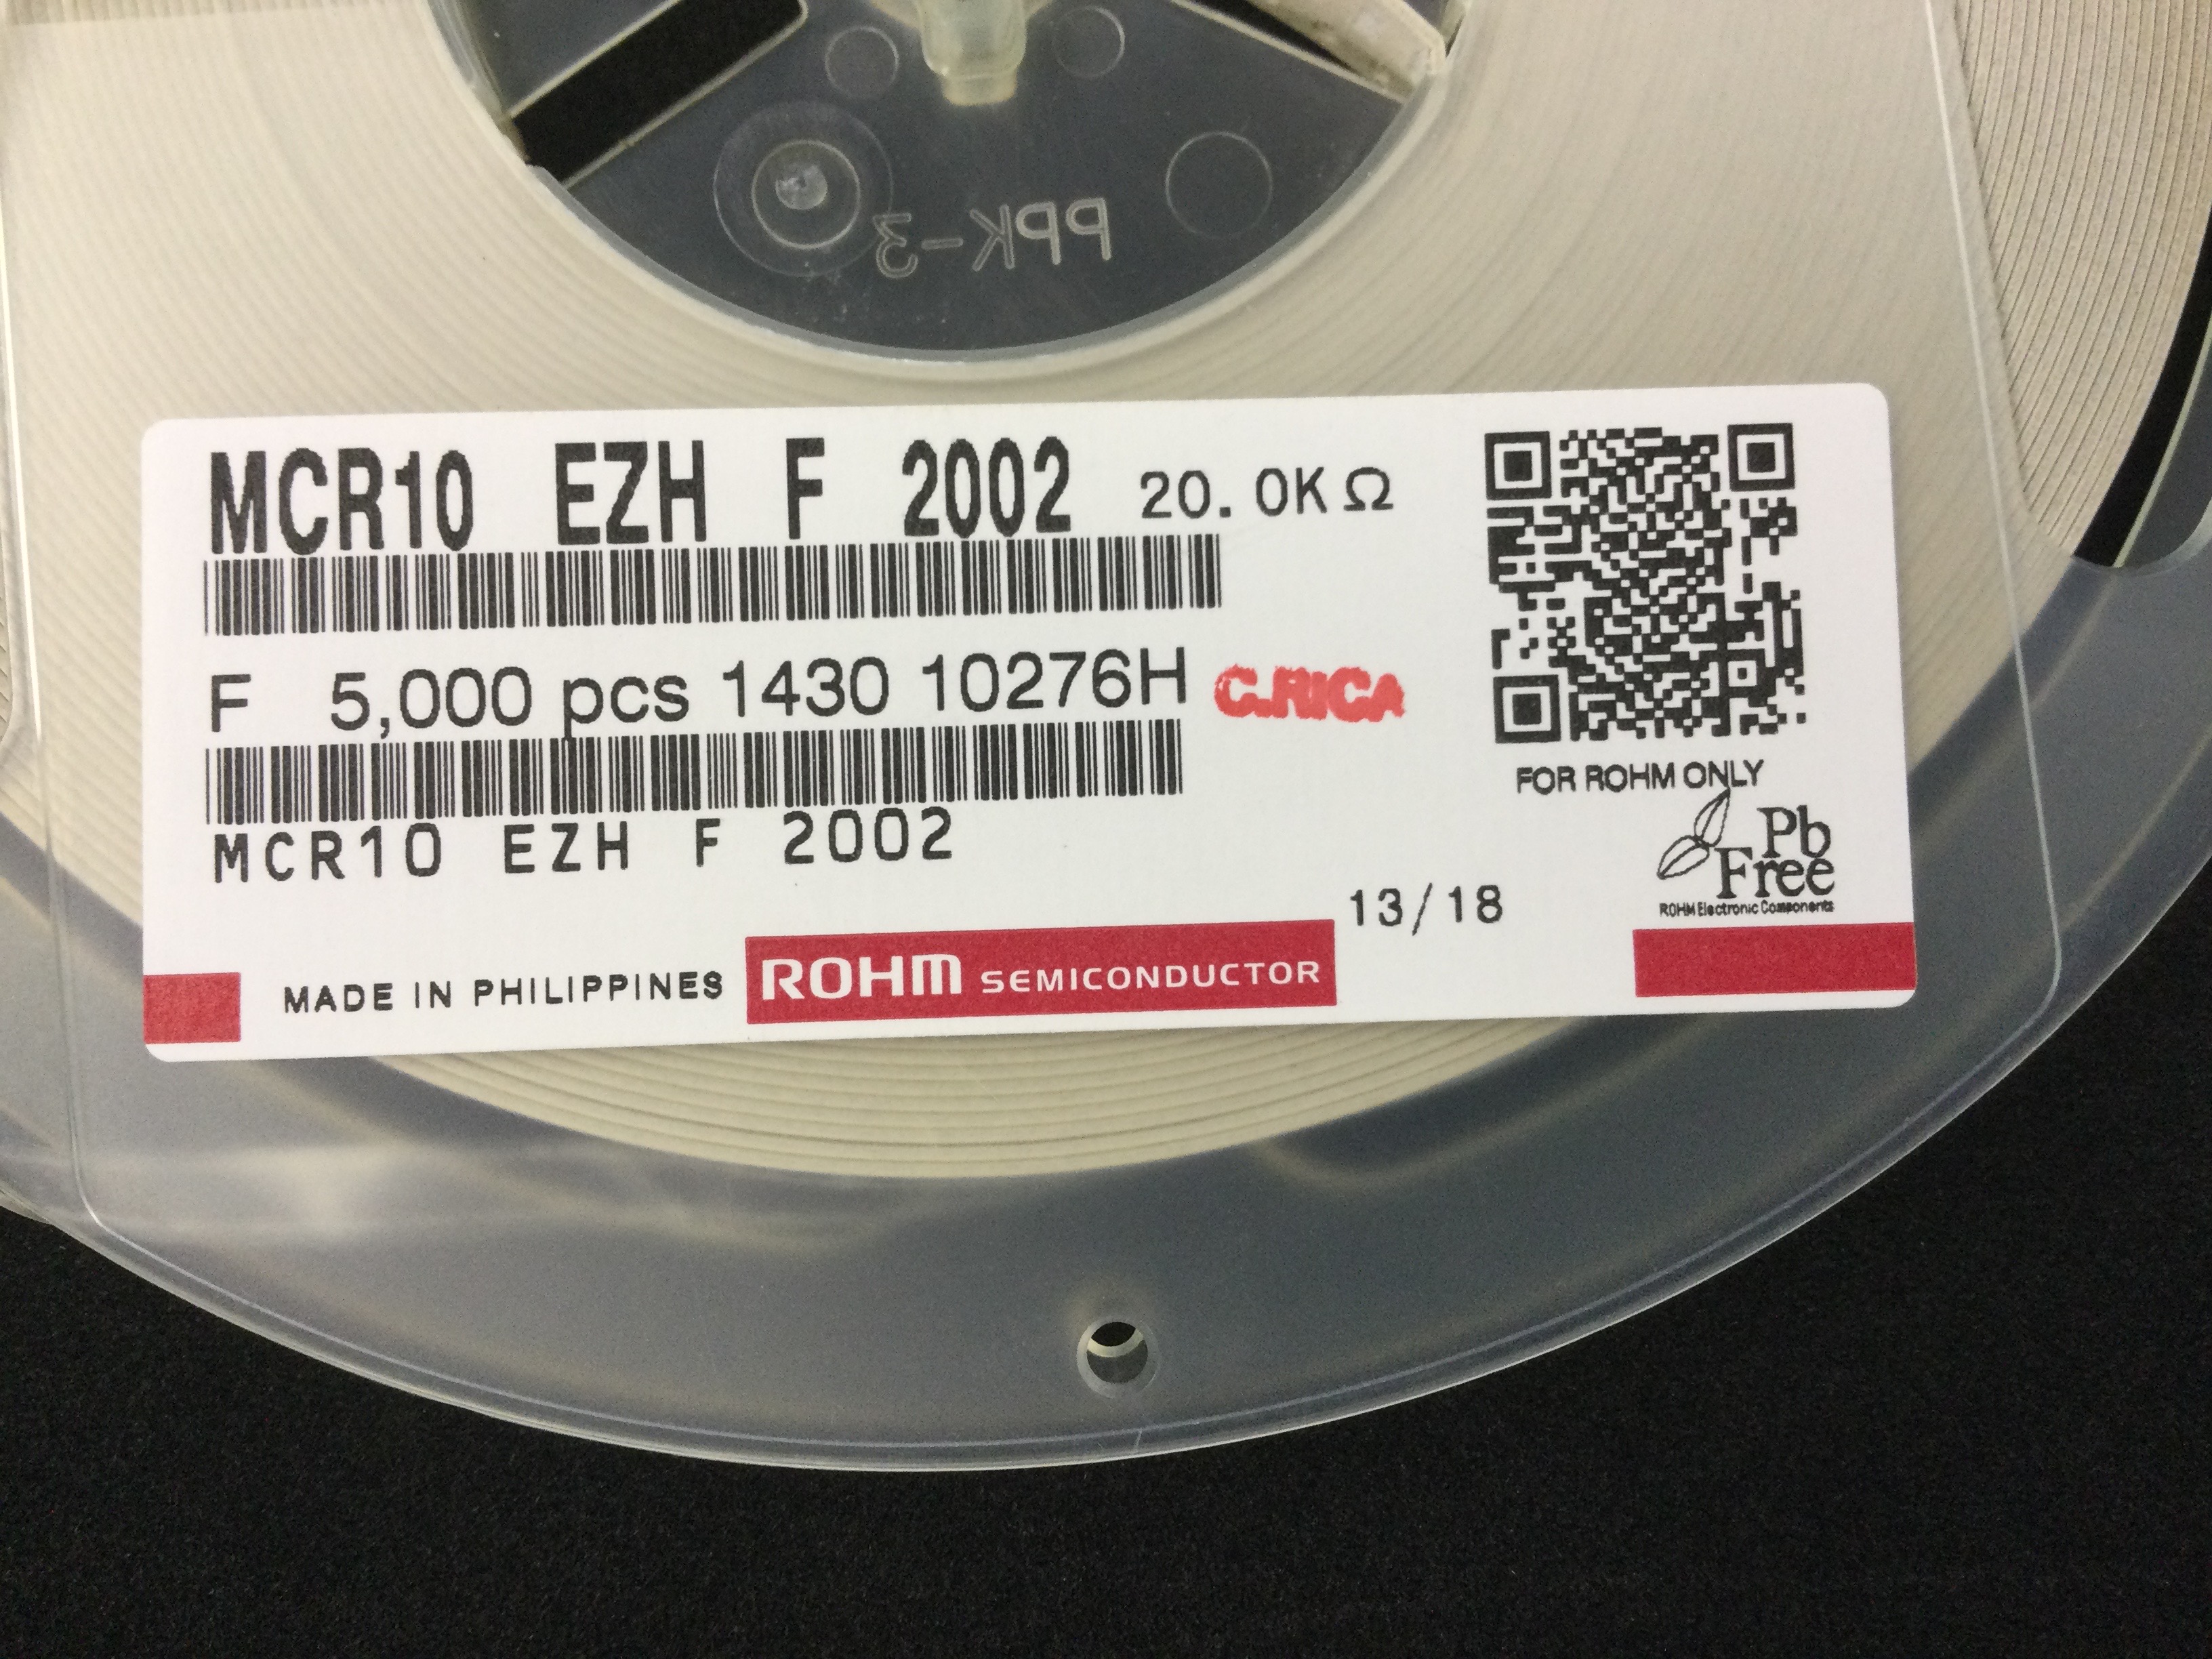 PPK-3
MCR10 EZH F 2002 20.0KΩ
F 5,000 pcs 1430 10276H C.RICA
MCR10 EZH F 2002
FOR ROHM ONLY
Pb
Free
ROHM Electronic Components
13/18
MADE IN PHILIPPINES ROHM SEMICONDUCTOR